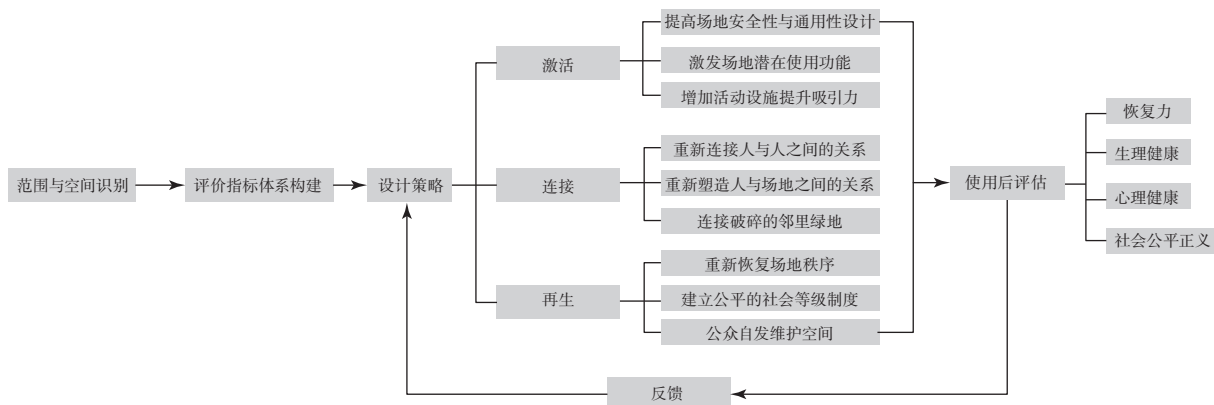 范围与空间识别
评价指标体系构建
设计策略
激活
提高场地安全性与通用性设计
激发场地潜在使用功能
增加活动设施提升吸引力
连接
重新连接人与人之间的关系
重新塑造人与场地之间的关系
连接破碎的邻里绿地
再生
重新恢复场地秩序
建立公平的社会等级制度
公众自发维护空间
使用后评估
恢复力
生理健康
心理健康
社会公平正义
反馈